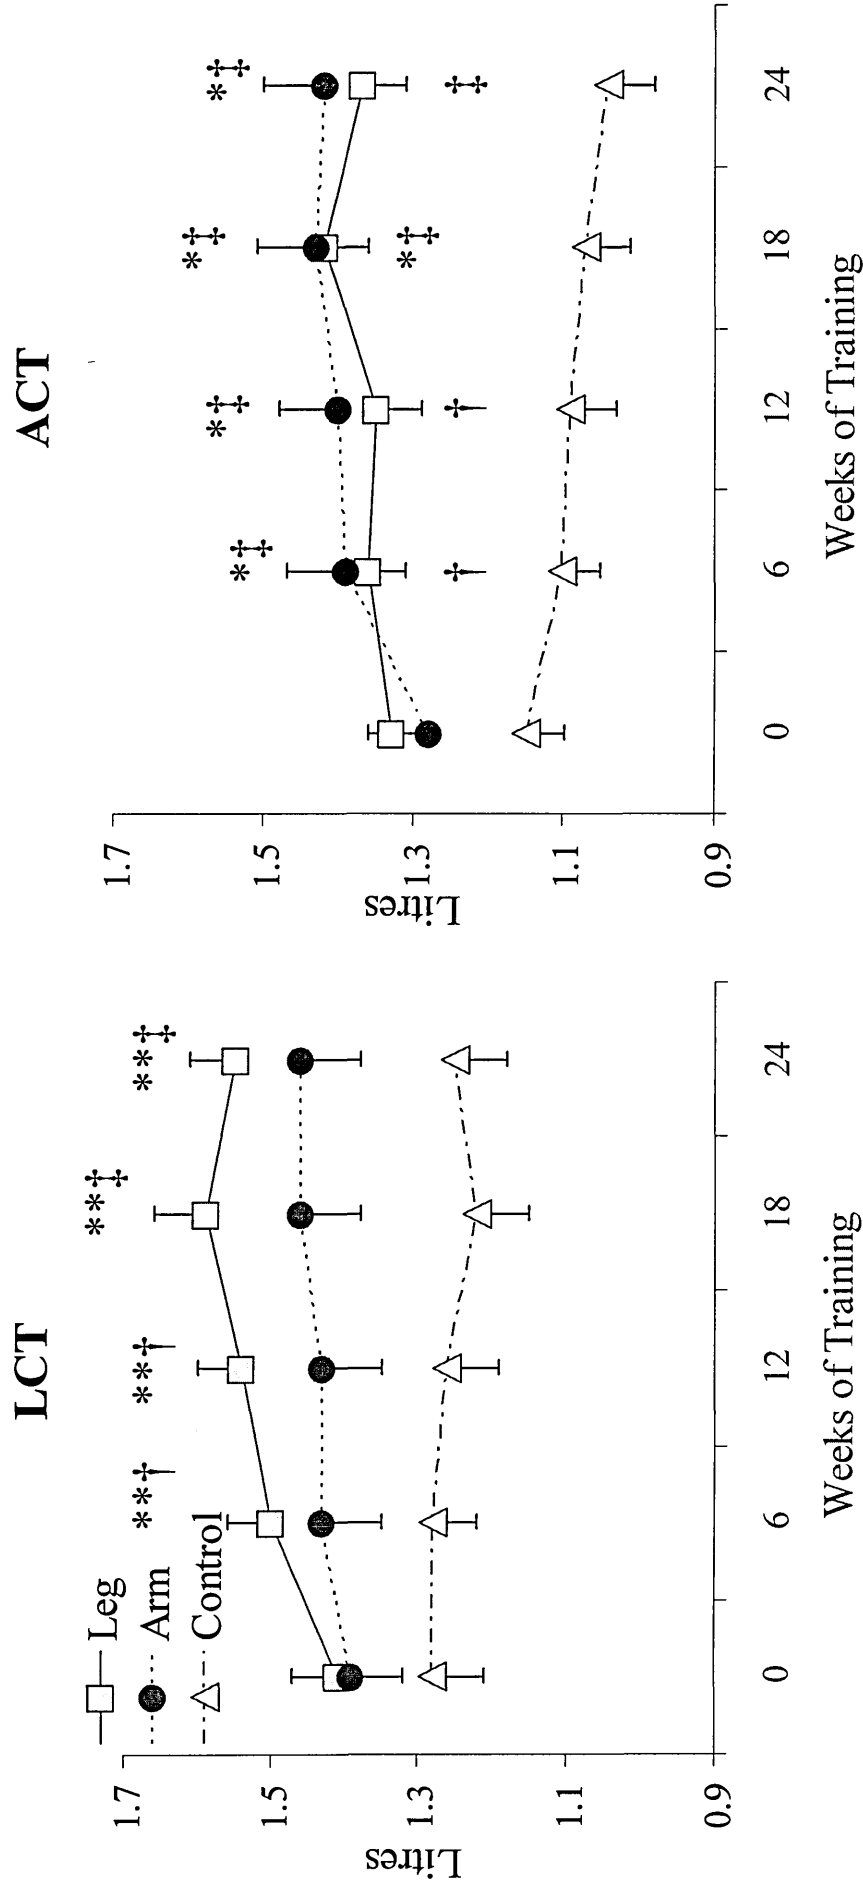 LCT
Leg
Arm
Control
**‡
**‡
**†
**†
1.7
1.5
1.3
1.1
0.9
Litres
0 6 12 18 24
Weeks of Training
ACT
*‡
*‡
*‡
*‡
†
†
*‡
‡
1.7
1.5
1.3
1.1
0.9
Litres
0 6 12 18 24
Weeks of Training